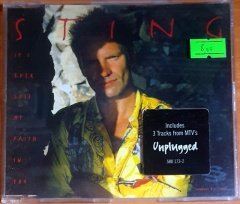 STING
IF I
EVER
LOSE
MY
FAITH
IN
YOU
Includes
3 Tracks from MTV's
Unplugged